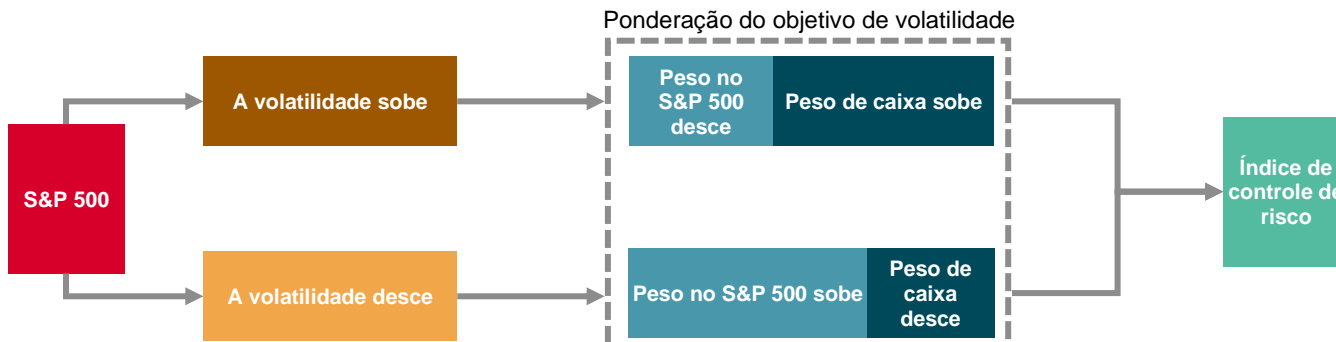 Ponderação do objetivo de volatilidade
S&P 500
A volatilidade sobe
Peso no
S&P 500
desce
Peso de caixa sobe
A volatilidade desce
Peso no S&P 500 sobe
Peso de
caixa
desce
Índice de
controle de
risco